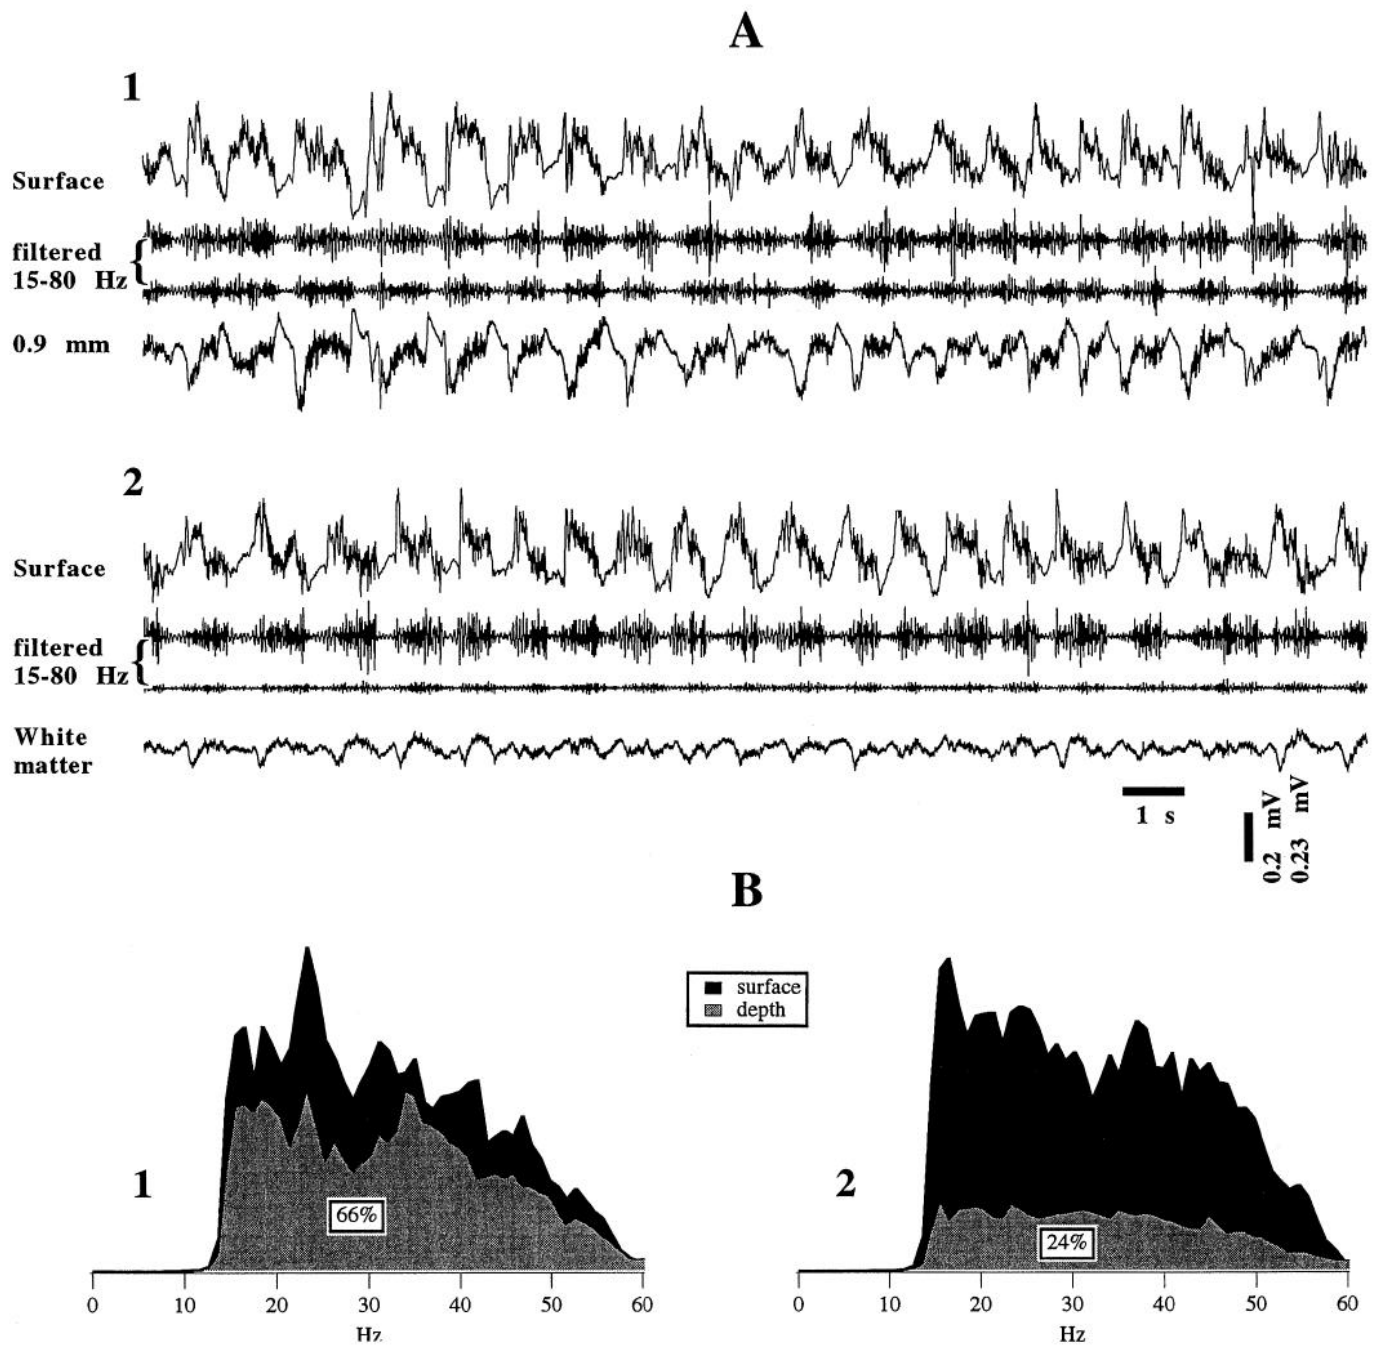 A
1
Surface
filtered
15-80 Hz {
0.9 mm
2
Surface
filtered
15-80 Hz {
White
matter
1 s
0.2 mV
0.23 mV
B
surface
depth
1
66%
0 10 20 30 40 50 60
Hz
2
24%
0 10 20 30 40 50 60
Hz